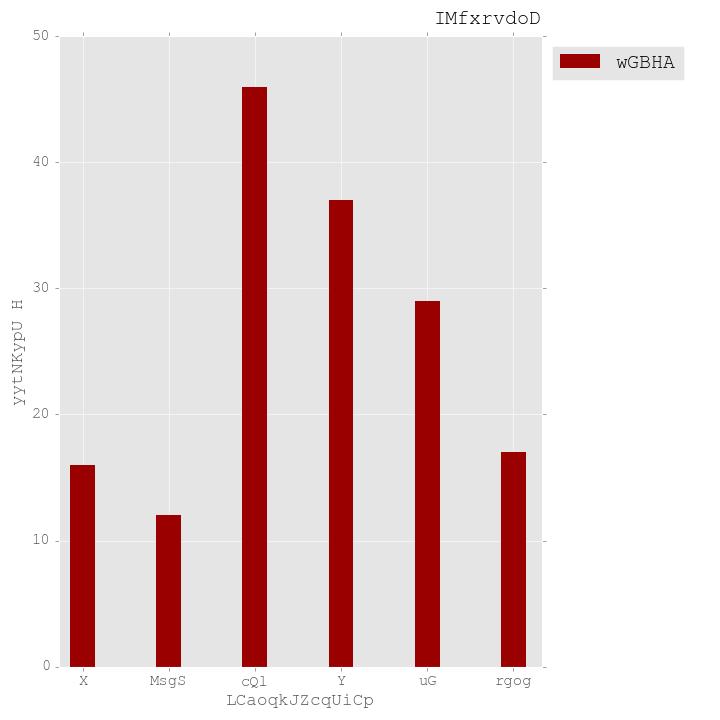 IMfxrvdoD
wGBHA
50
40
30
20
10
0
yytNKypU H
X MsgS cQl Y uG rgog
LCaoqkJZcqUiCp